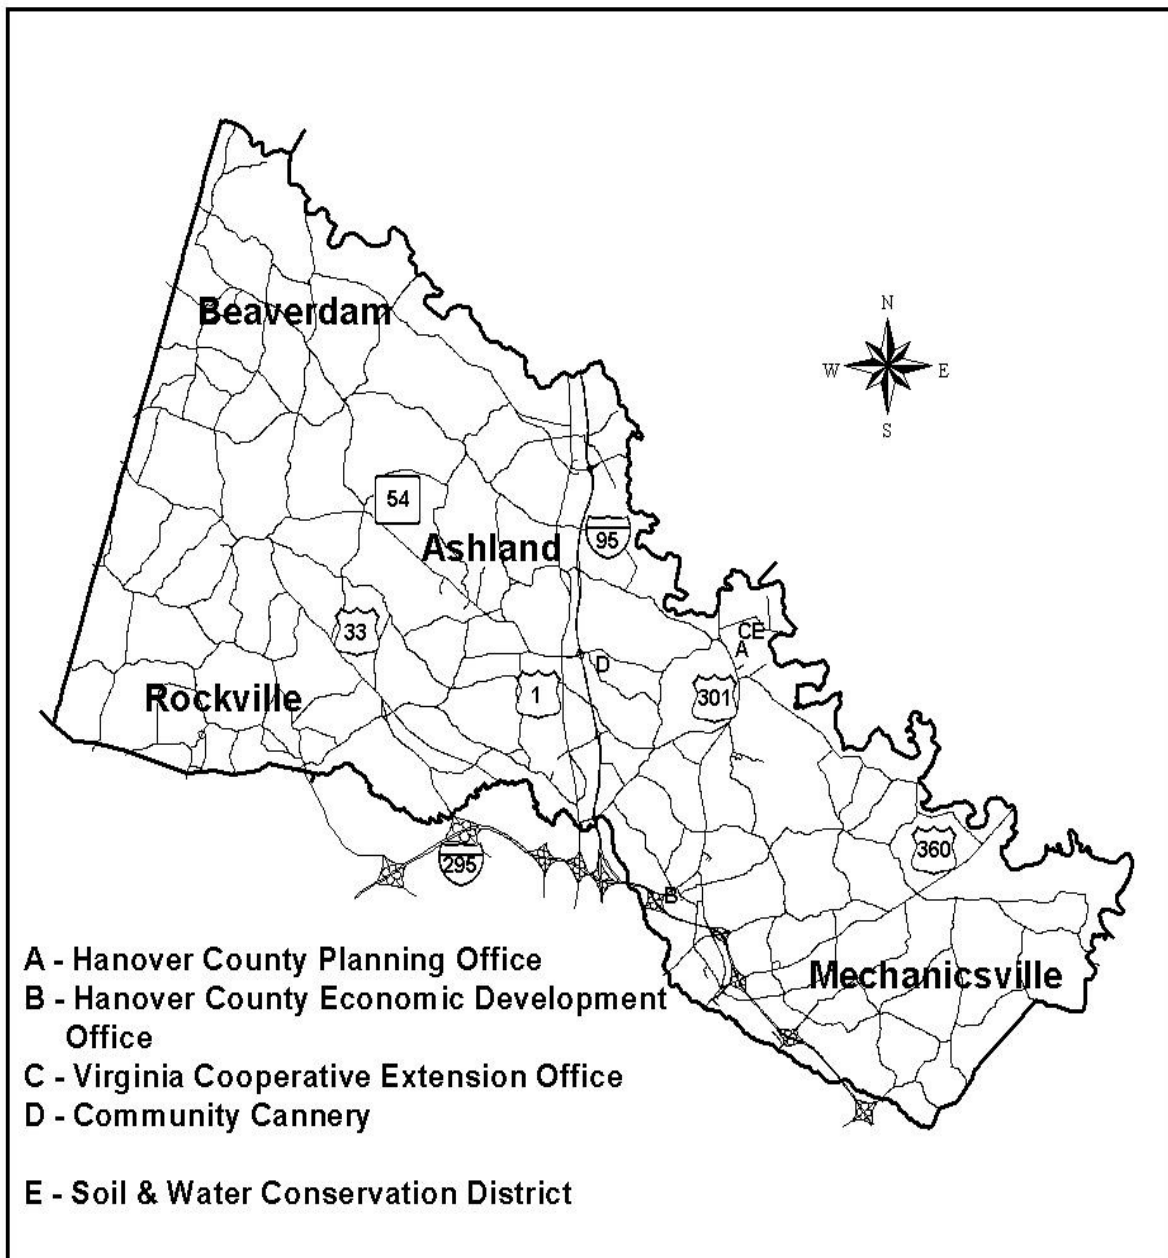 Beaverdam
N
W E
S
54
Ashland
95
33
CE
A
D
Rockville
1
301
360
295
B
Mechanicsville
A - Hanover County Planning Office
B - Hanover County Economic Development
Office
C - Virginia Cooperative Extension Office
D - Community Cannery
E - Soil & Water Conservation District